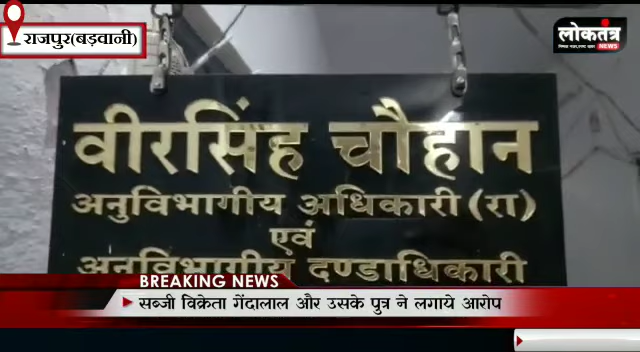 राजपुर(बड़वानी)
लोकतंत्र
NEWS
वीरसिंह चौहान
अनुविभागीय अधिकारी (रा)
एवं
अनुविभागीय दण्डाधिकारी
BREAKING NEWS
सब्जी विक्रेता गेंदालाल और उसके पुत्र ने लगाये आरोप